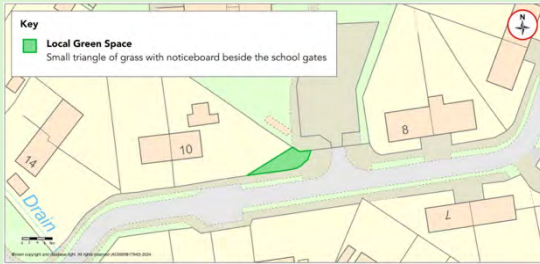 Key
Local Green Space
Small triangle of grass with noticeboard beside the school gates
N
8
10
14
7
Drain